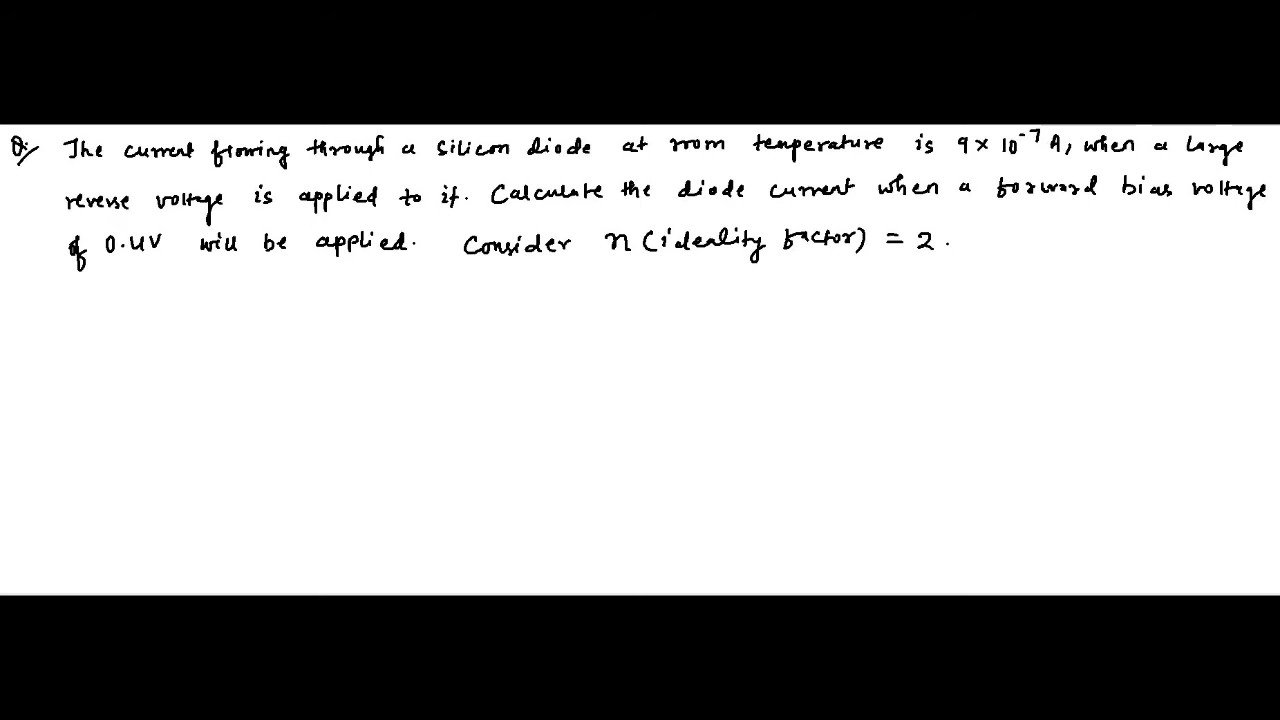 Q. The current flowing through a silicon diode at room temperature is 9 × 10⁻⁷ A, when a large
reverse voltage is applied to it. Calculate the diode current when a forward bias voltage
of 0.4V will be applied. Consider n (ideality factor) = 2.